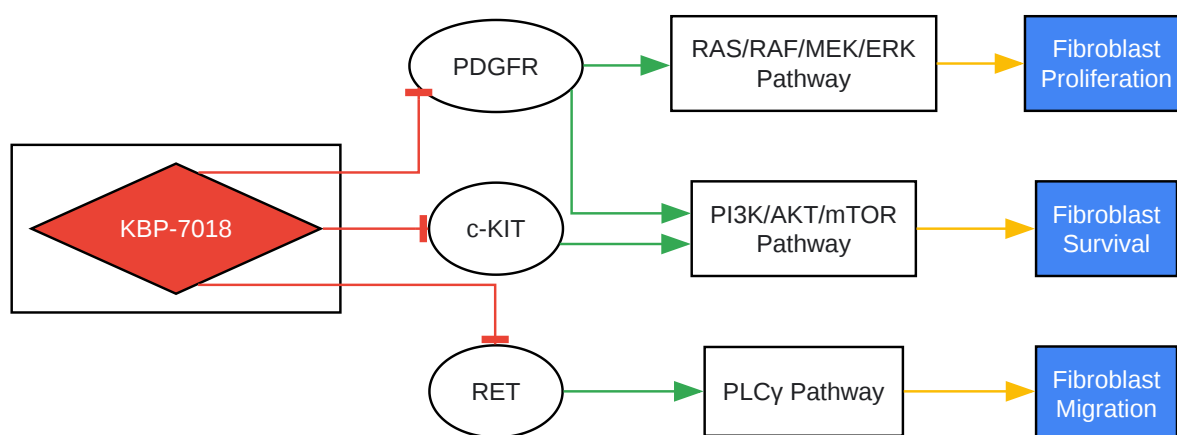 PDGFR
RAS/RAF/MEK/ERK
Pathway
Fibroblast
Proliferation
KBP-7018
c-KIT
PI3K/AKT/mTOR
Pathway
Fibroblast
Survival
RET
PLCγ Pathway
Fibroblast
Migration